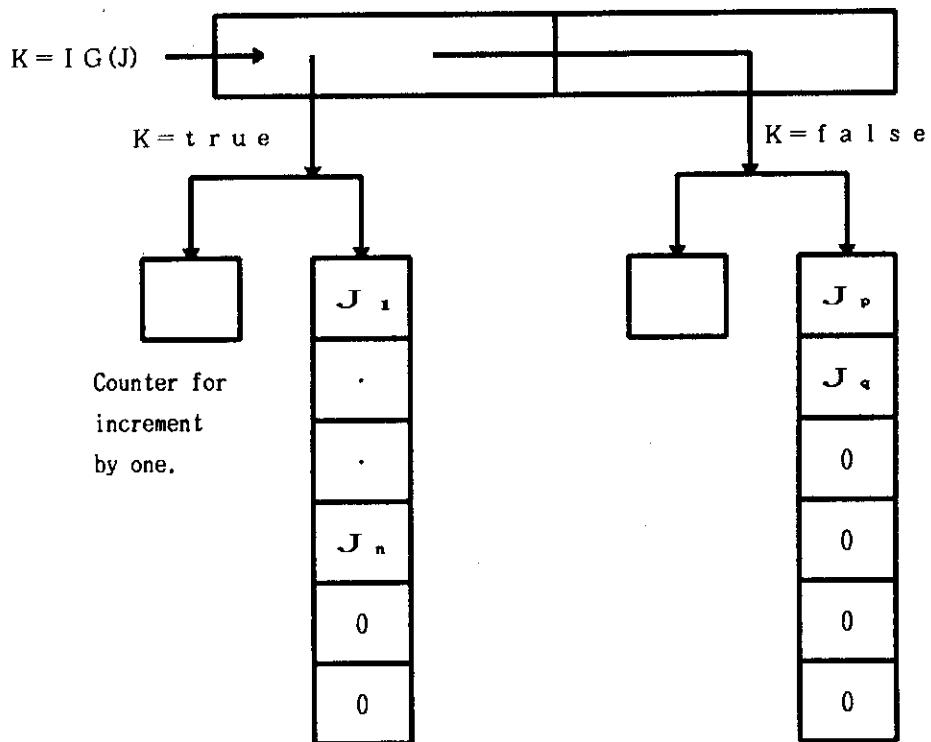 K = I G (J)
K = t r u e
K = f a l s e
Counter for
increment
by one.
J 1
.
.
J n
0
0
J p
J q
0
0
0
0